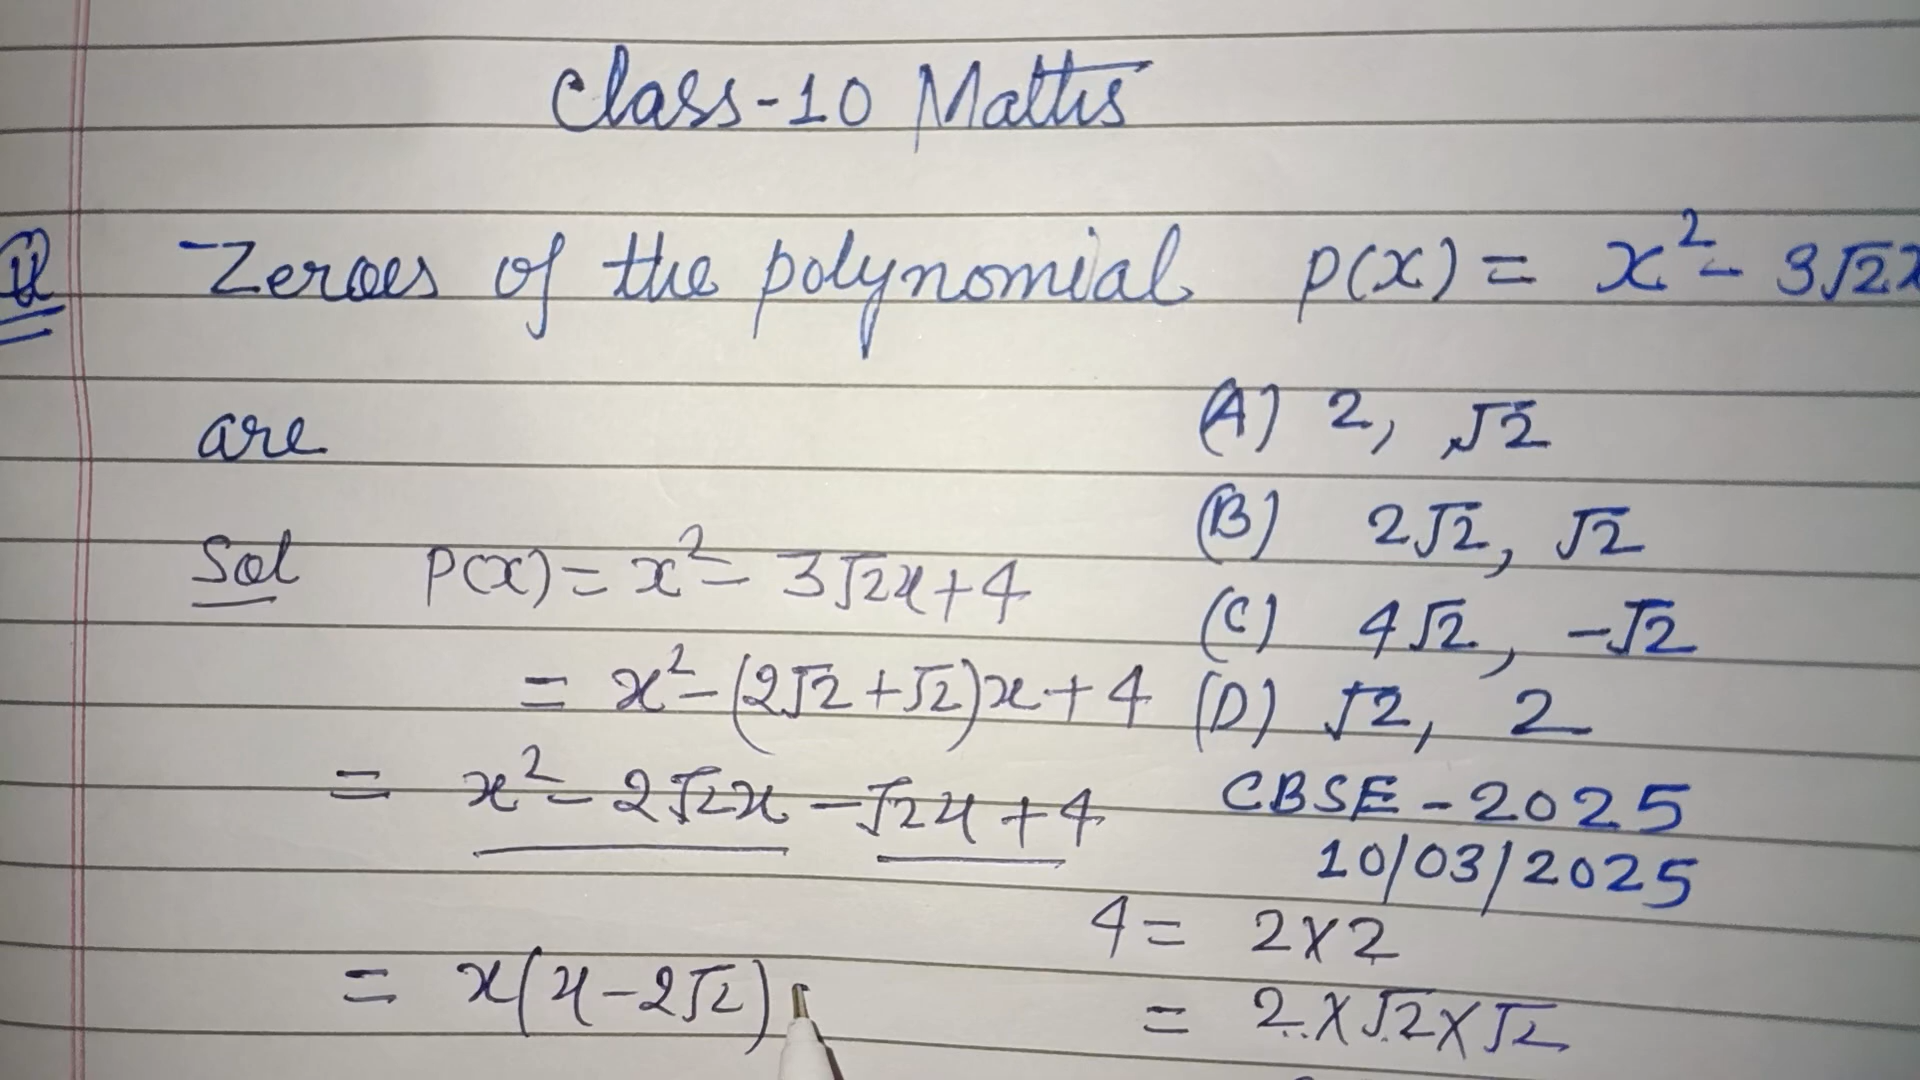 Class-10 Maths
Q Zeroes of the polynomial p(x) = x² - 3√2x
are
(A) 2, √2
(B) 2√2, √2
(C) 4√2, -√2
(D) √2, 2
CBSE - 2025
10/03/2025
Sol P(x) = x² - 3√2x + 4
= x² - (2√2 + √2)x + 4
= x² - 2√2x - √2x + 4
= x(x - 2√2)
4 = 2 × 2
= 2 × √2 × √2